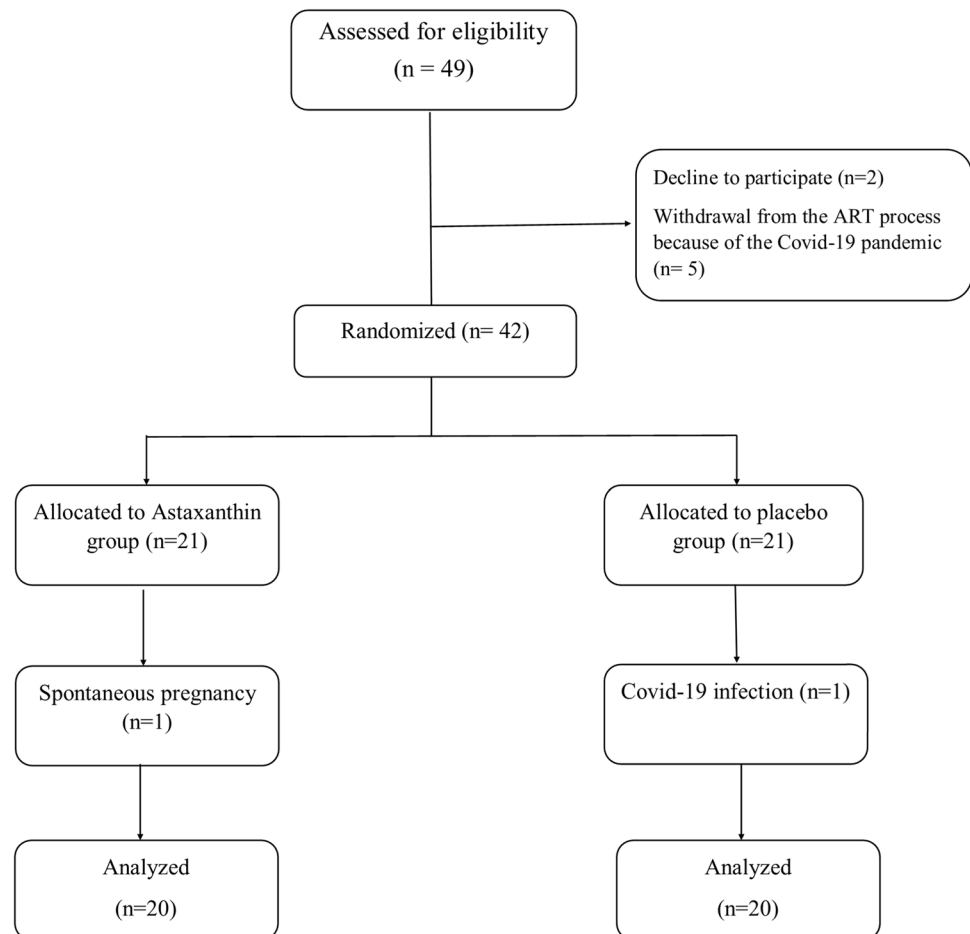 Assessed for eligibility
(n = 49)
Decline to participate (n=2)
Withdrawal from the ART process
because of the Covid-19 pandemic
(n= 5)
Randomized (n= 42)
Allocated to Astaxanthin
group (n=21)
Allocated to placebo
group (n=21)
Spontaneous pregnancy
(n=1)
Covid-19 infection (n=1)
Analyzed
(n=20)
Analyzed
(n=20)